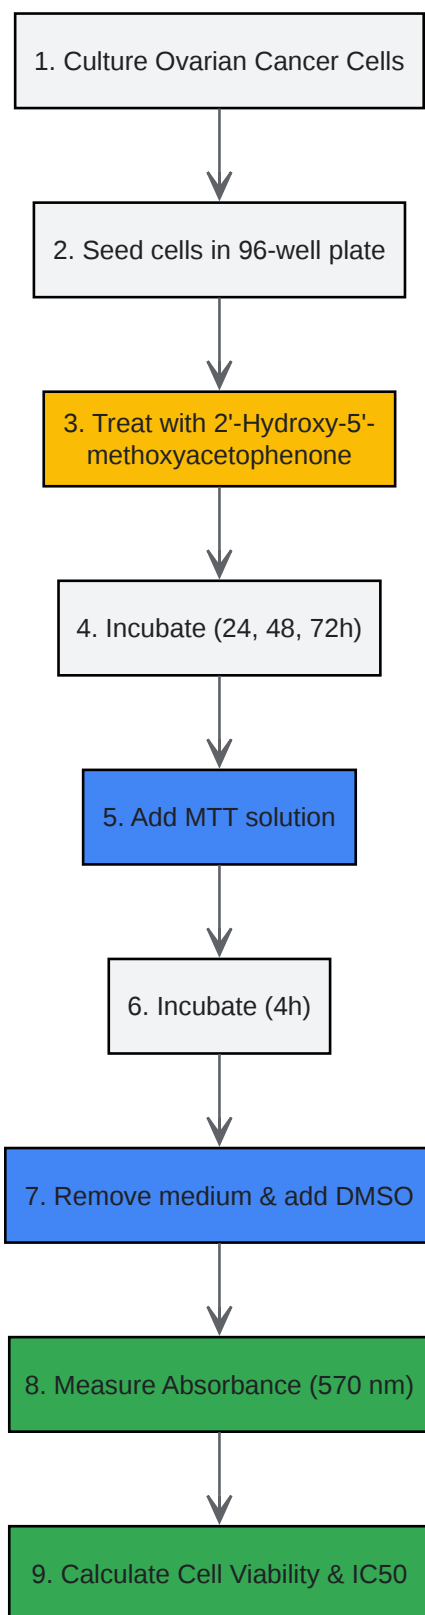 1. Culture Ovarian Cancer Cells
2. Seed cells in 96-well plate
3. Treat with 2'-Hydroxy-5'-
methoxyacetophenone
4. Incubate (24, 48, 72h)
5. Add MTT solution
6. Incubate (4h)
7. Remove medium & add DMSO
8. Measure Absorbance (570 nm)
9. Calculate Cell Viability & IC50